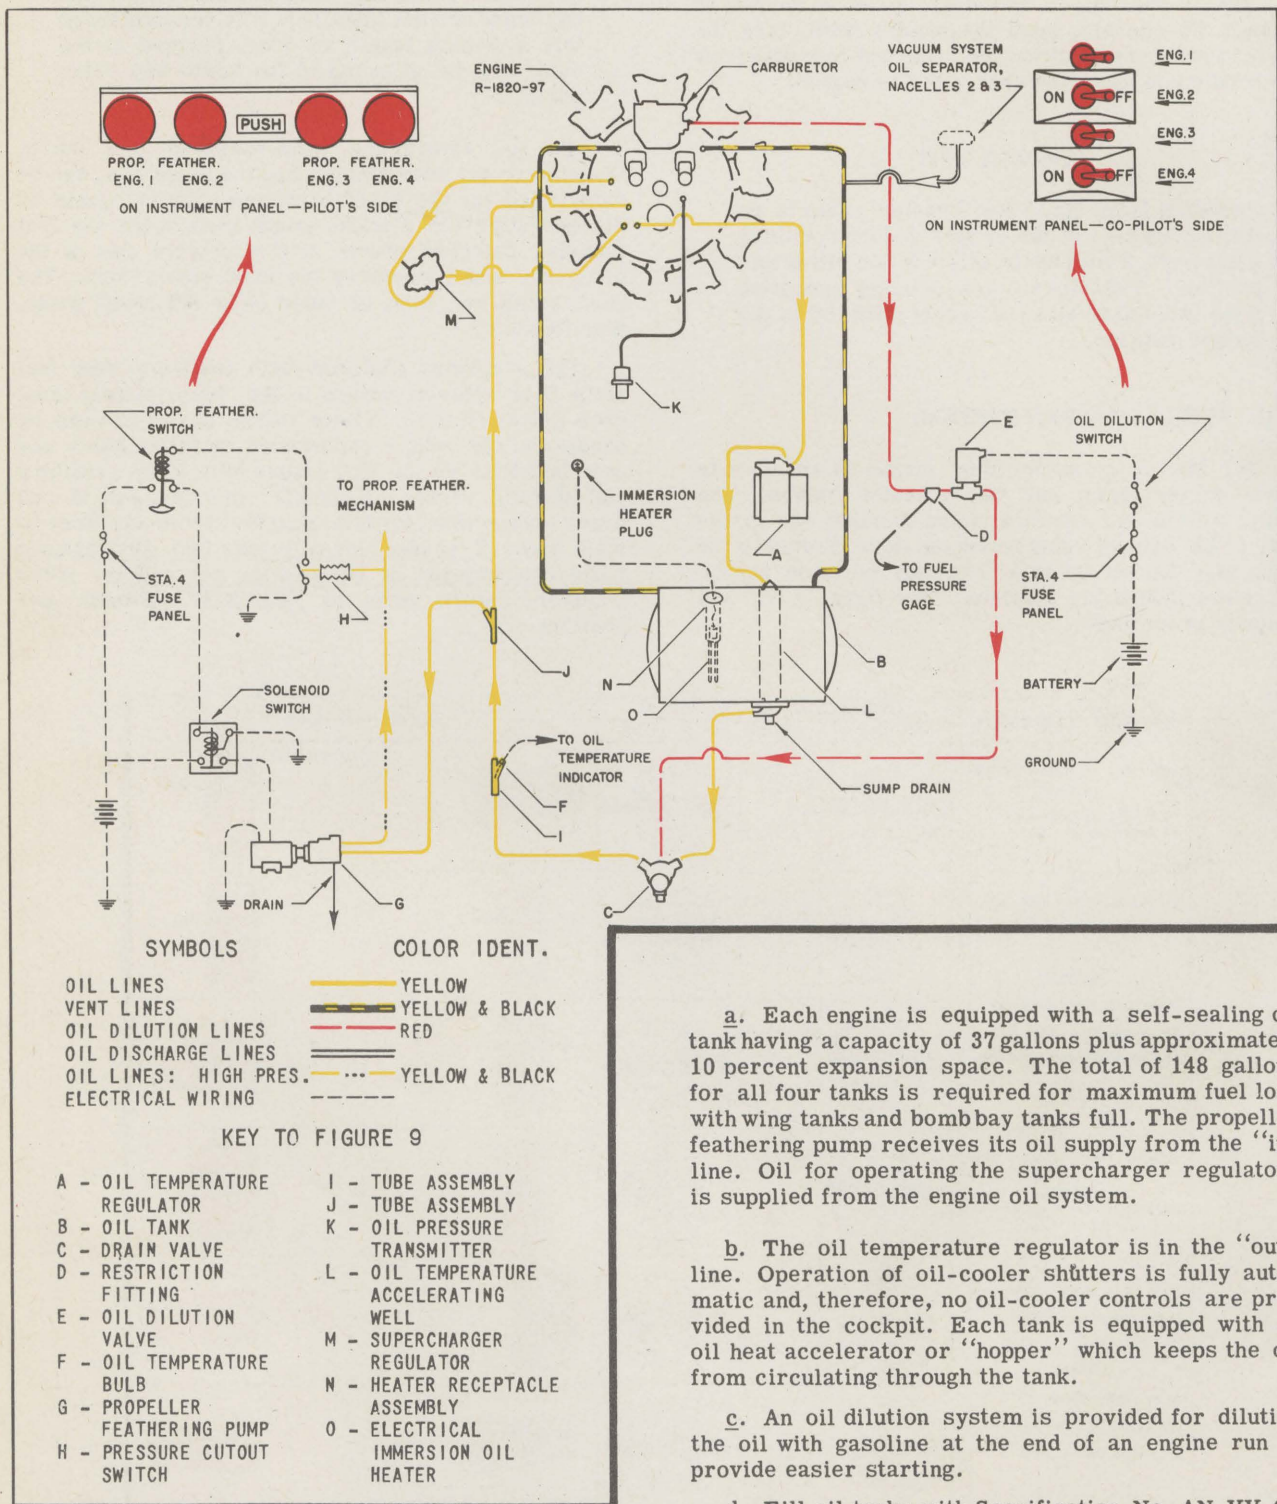 ENGINE
R-1820-97
CARBURETOR
VACUUM SYSTEM
OIL SEPARATOR,
NACELLES 2 & 3
ENG.1
ON OFF ENG.2
ENG.3
ON OFF ENG.4
ON INSTRUMENT PANEL—CO-PILOT'S SIDE
PUSH
PROP. FEATHER.
ENG. 1 ENG. 2
PROP. FEATHER.
ENG. 3 ENG. 4
ON INSTRUMENT PANEL—PILOT'S SIDE
M
K
PROP. FEATHER.
SWITCH
TO PROP. FEATHER.
MECHANISM
IMMERSION
HEATER
PLUG
A
E
OIL DILUTION
SWITCH
D
TO FUEL
PRESSURE
GAGE
STA.4
FUSE
PANEL
STA.4
FUSE
PANEL
H
J
N
O
B
L
BATTERY
GROUND
SOLENOID
SWITCH
TO OIL
TEMPERATURE
INDICATOR
F
I
SUMP DRAIN
DRAIN
G
C
SYMBOLS COLOR IDENT.
OIL LINES YELLOW
VENT LINES YELLOW & BLACK
OIL DILUTION LINES RED
OIL DISCHARGE LINES
OIL LINES: HIGH PRES. YELLOW & BLACK
ELECTRICAL WIRING
KEY TO FIGURE 9
A - OIL TEMPERATURE
REGULATOR
B - OIL TANK
C - DRAIN VALVE
D - RESTRICTION
FITTING
E - OIL DILUTION
VALVE
F - OIL TEMPERATURE
BULB
G - PROPELLER
FEATHERING PUMP
H - PRESSURE CUTOUT
SWITCH
I - TUBE ASSEMBLY
J - TUBE ASSEMBLY
K - OIL PRESSURE
TRANSMITTER
L - OIL TEMPERATURE
ACCELERATING
WELL
M - SUPERCHARGER
REGULATOR
N - HEATER RECEPTACLE
ASSEMBLY
O - ELECTRICAL
IMMERSION OIL
HEATER
a. Each engine is equipped with a self-sealing
tank having a capacity of 37 gallons plus approximate
10 percent expansion space. The total of 148 gallo
for all four tanks is required for maximum fuel lo
with wing tanks and bomb bay tanks full. The propell
feathering pump receives its oil supply from the "i
line. Oil for operating the supercharger regulato
is supplied from the engine oil system.
b. The oil temperature regulator is in the "ou
line. Operation of oil-cooler shutters is fully aut
matic and, therefore, no oil-cooler controls are pr
vided in the cockpit. Each tank is equipped with
oil heat accelerator or "hopper" which keeps the
from circulating through the tank.
c. An oil dilution system is provided for diluti
the oil with gasoline at the end of an engine run
provide easier starting.